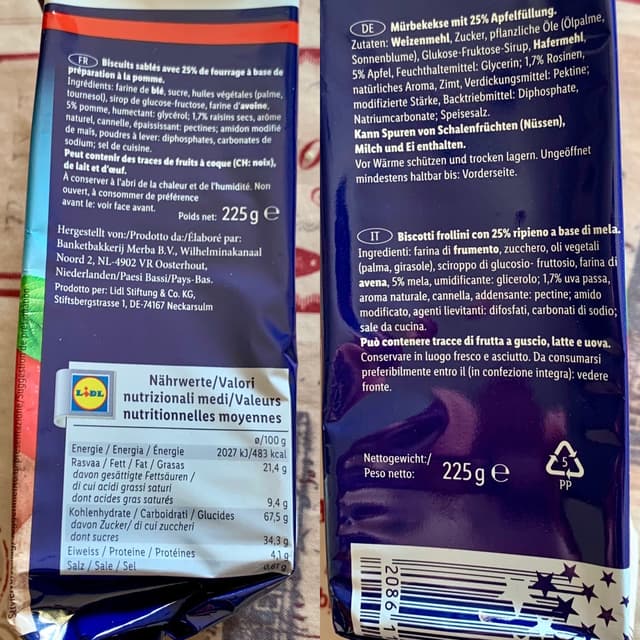 FR Biscuits sablés avec 25% de fourrage à base de
préparation à la pomme.
Ingrédients: farine de blé, sucre, huiles végétales (palme,
tournesol), sirop de glucose-fructose, farine d'aveine,
5% pomme, humectant: glycérol; 1,7% raisins secs, arôme
naturel, cannelle, épaississant: pectines; amidon modifié
de maïs, poudres à lever: diphosphates, carbonates de
sodium; sel de cuisine.
Peut contenir des traces de fruits à coque (CH: noix),
de lait et d'œuf.
À conserver à l'abri de la chaleur et de l'humidité. Non
ouvert, à consommer de préférence
avant le: voir face avant.
Poids net: 225 g e
Hergestellt von:/Prodotto da:/Élaboré par:
Banketbakkerij Merba B.V., Wilhelminakanaal
Noord 2, NL-4902 VR Oosterhout,
Niederlanden/Paesi Bassi/Pays-Bas.
Prodotto per: Lidl Stiftung & Co. KG,
Stiftsbergstrasse 1, DE-74167 Neckarsulm
LIDL
Nährwerte/Valori
nutrizionali medi/Valeurs
nutritionnelles moyennes
ø/100 g
Energie / Energia / Énergie 2027 kJ/483 kcal
Rasvaa / Fett / Fat / Grasas 21,4 g
davon gesättigte Fettsäuren /
di cui acidi grassi saturi
dont acides gras saturés 9,4 g
Kohlenhydrate / Carboidrati / Glucides 67,5 g
davon Zucker/ di cui zuccheri
dont sucres 34,3 g
Eiweiss / Proteine / Protéines 4,1 g
Salz / Sale / Sel 0,61 g
DE Mürbekekse mit 25% Apfelfüllung.
Zutaten: Weizenmehl, Zucker, pflanzliche Öle (Ölpalme,
Sonnenblume), Glukose-Fruktose-Sirup, Hafermehl,
5% Apfel, Feuchthaltemittel: Glycerin; 1,7% Rosinen,
natürliches Aroma, Zimt, Verdickungsmittel: Pektine;
modifizierte Stärke, Backtriebmittel: Diphosphate,
Natriumcarbonate; Speisesalz.
Kann Spuren von Schalenfrüchten (Nüssen),
Milch und Ei enthalten.
Vor Wärme schützen und trocken lagern. Ungeöffnet
mindestens haltbar bis: Vorderseite.
IT Biscotti frollini con 25% ripieno a base di mela.
Ingredienti: farina di frumento, zucchero, oli vegetali
(palma, girasole), sciroppo di glucosio- fruttosio, farina di
avena, 5% mela, umidificante: glicerolo; 1,7% uva passa,
aroma naturale, cannella, addensante: pectine; amido
modificato, agenti lievitanti: difosfati, carbonati di sodio;
sale da cucina.
Può contenere tracce di frutta a guscio, latte e uova.
Conservare in luogo fresco e asciutto. Da consumarsi
preferibilmente entro il (in confezione integra): vedere
fronte.
Nettogewicht:/
Peso netto: 225 g e
5
PP
2086 1